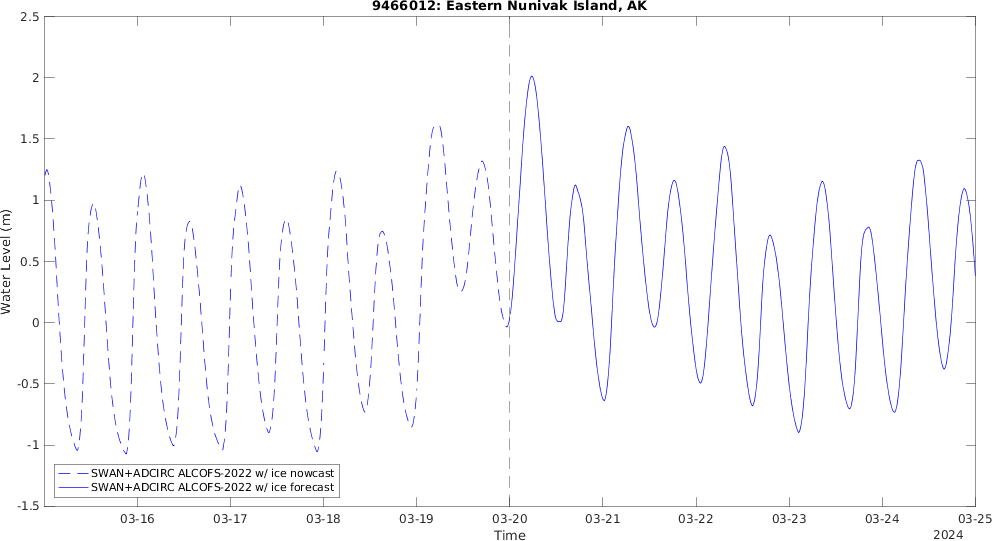 9466012: Eastern Nunivak Island, AK
2.5
2
1.5
1
0.5
0
-0.5
-1
-1.5
Water Level (m)
SWAN+ADCIRC ALCOFS-2022 w/ ice nowcast
SWAN+ADCIRC ALCOFS-2022 w/ ice forecast
03-16 03-17 03-18 03-19 03-20 03-21 03-22 03-23 03-24 03-25
Time
2024